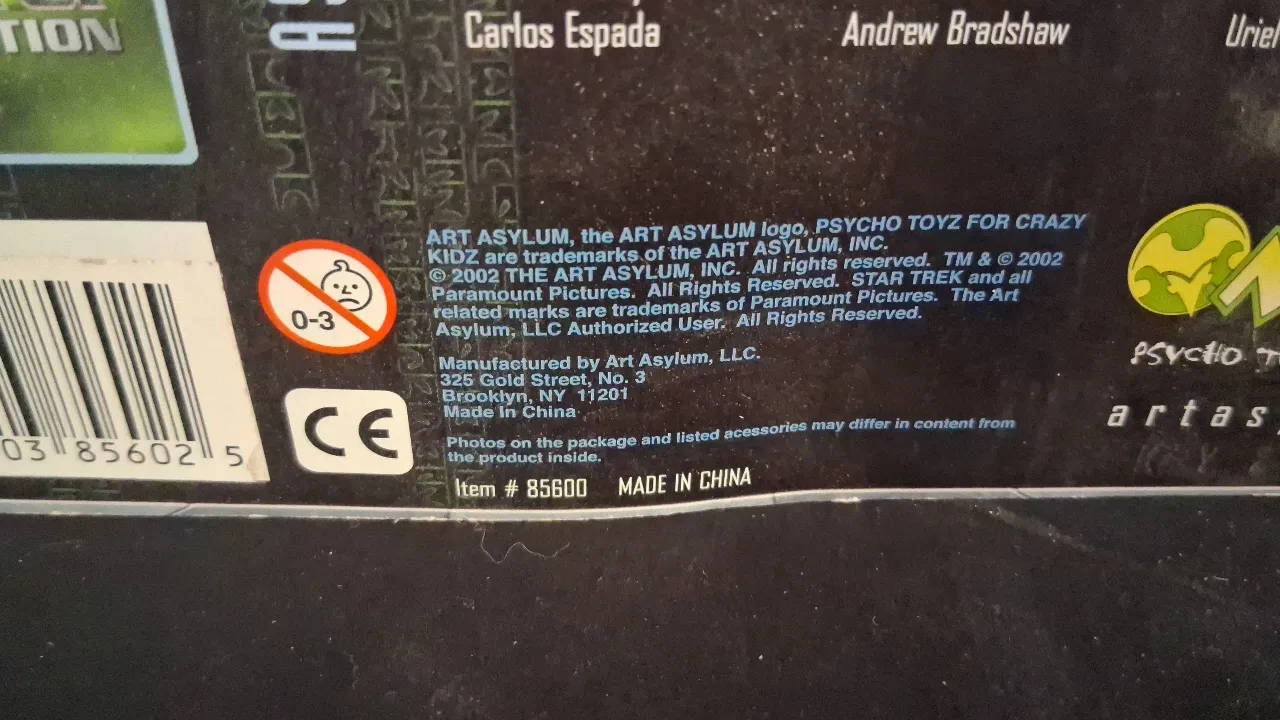 TION
Carlos Espada
Andrew Bradshaw
ART ASYLUM, the ART ASYLUM logo, PSYCHO TOYZ FOR CRAZY
KIDZ are trademarks of the ART ASYLUM, INC.
© 2002 THE ART ASYLUM, INC. All rights reserved. TM & © 2002
Paramount Pictures. All Rights Reserved. STAR TREK and all
related marks are trademarks of Paramount Pictures. The Art
Asylum, LLC Authorized User. All Rights Reserved.
0-3
Manufactured by Art Asylum, LLC.
325 Gold Street, No. 3
Brooklyn, NY 11201
Made In China
CE
Photos on the package and listed acessories may differ in content from
the product inside.
Item # 85600 MADE IN CHINA
03 85602 5
PSYCHO
artas